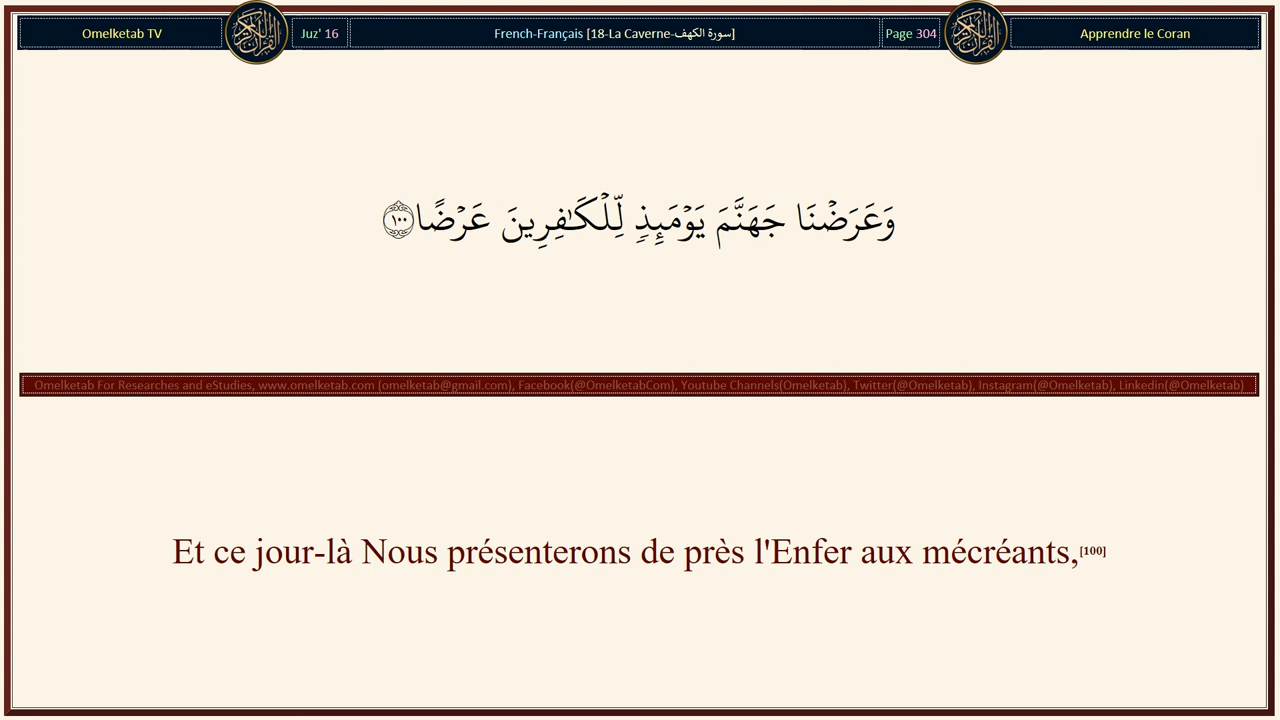 Omelketab TV
Juz' 16
French-Français [18-La Caverne-سورة الكهف]
Page 304
Apprendre le Coran
وَعَرَضۡنَا جَهَنَّمَ يَوۡمَئِذٖ لِّلۡكَٰفِرِينَ عَرۡضًا ١٠٠
Omelketab For Researches and eStudies, www.omelketab.com (omelketab@gmail.com), Facebook(@OmelketabCom), Youtube Channels(Omelketab), Twitter(@Omelketab), Instagram(@Omelketab), Linkedin(@Omelketab)
Et ce jour-là Nous présenterons de près l'Enfer aux mécréants,[100]